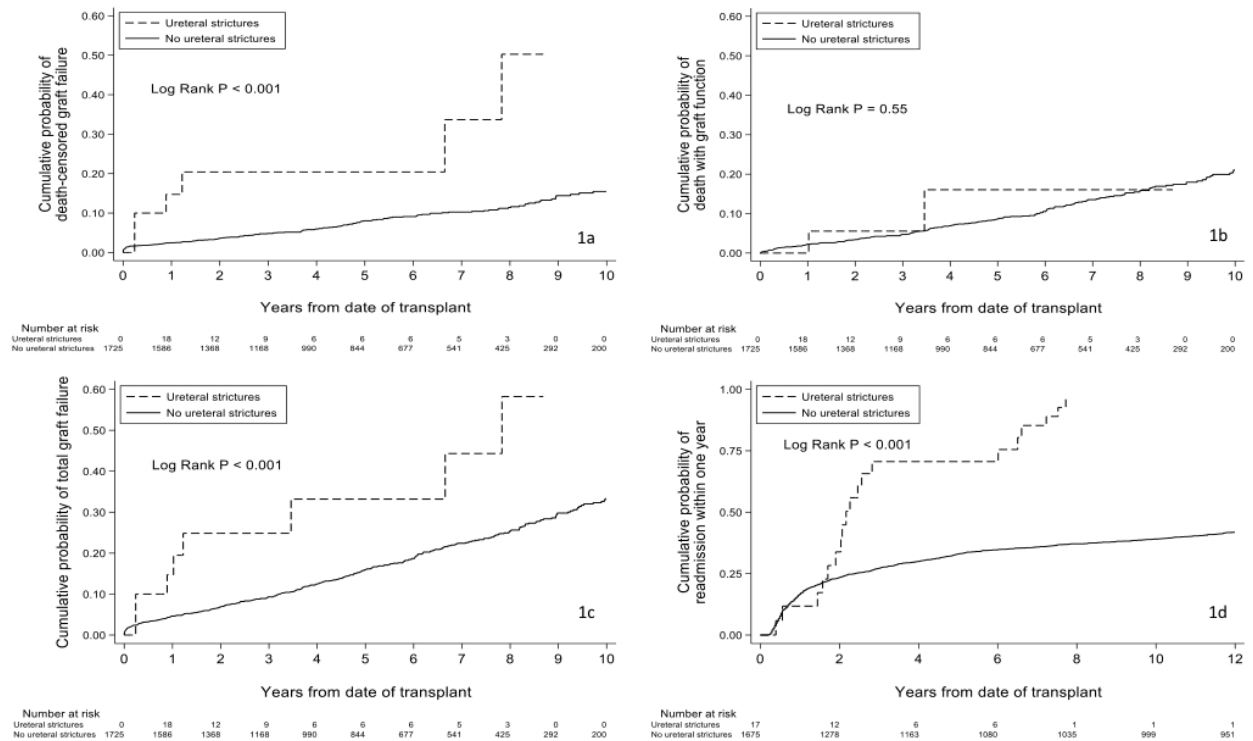 Ureteral strictures
No ureteral strictures
Log Rank P < 0.001
Cumulative probability of
death-censored graft failure
0.60
0.50
0.40
0.30
0.20
0.10
0.00
1a
0 1 2 3 4 5 6 7 8 9 10
Years from date of transplant
Number at risk
Ureteral strictures 0 18 12 9 6 6 6 5 3 0 0
No ureteral strictures 1725 1586 1368 1168 990 844 677 541 425 292 200
Ureteral strictures
No ureteral strictures
Log Rank P = 0.55
Cumulative probability of
death with graft function
0.60
0.50
0.40
0.30
0.20
0.10
0.00
1b
0 1 2 3 4 5 6 7 8 9 10
Years from date of transplant
Number at risk
Ureteral strictures 0 18 12 9 6 6 6 5 3 0 0
No ureteral strictures 1725 1586 1368 1168 990 844 677 541 425 292 200
Ureteral strictures
No ureteral strictures
Log Rank P < 0.001
Cumulative probability of total graft failure
0.60
0.50
0.40
0.30
0.20
0.10
0.00
1c
0 1 2 3 4 5 6 7 8 9 10
Years from date of transplant
Number at risk
Ureteral strictures 0 18 12 9 6 6 6 5 3 0 0
No ureteral strictures 1725 1586 1368 1168 990 844 677 541 425 292 200
Ureteral strictures
No ureteral strictures
Log Rank P < 0.001
Cumulative probability of
readmission within one year
1.00
0.75
0.50
0.25
0.00
1d
0 2 4 6 8 10 12
Years from date of transplant
Number at risk
Ureteral strictures 17 12 6 6 1 1 1
No ureteral strictures 1675 1278 1163 1080 1035 999 951